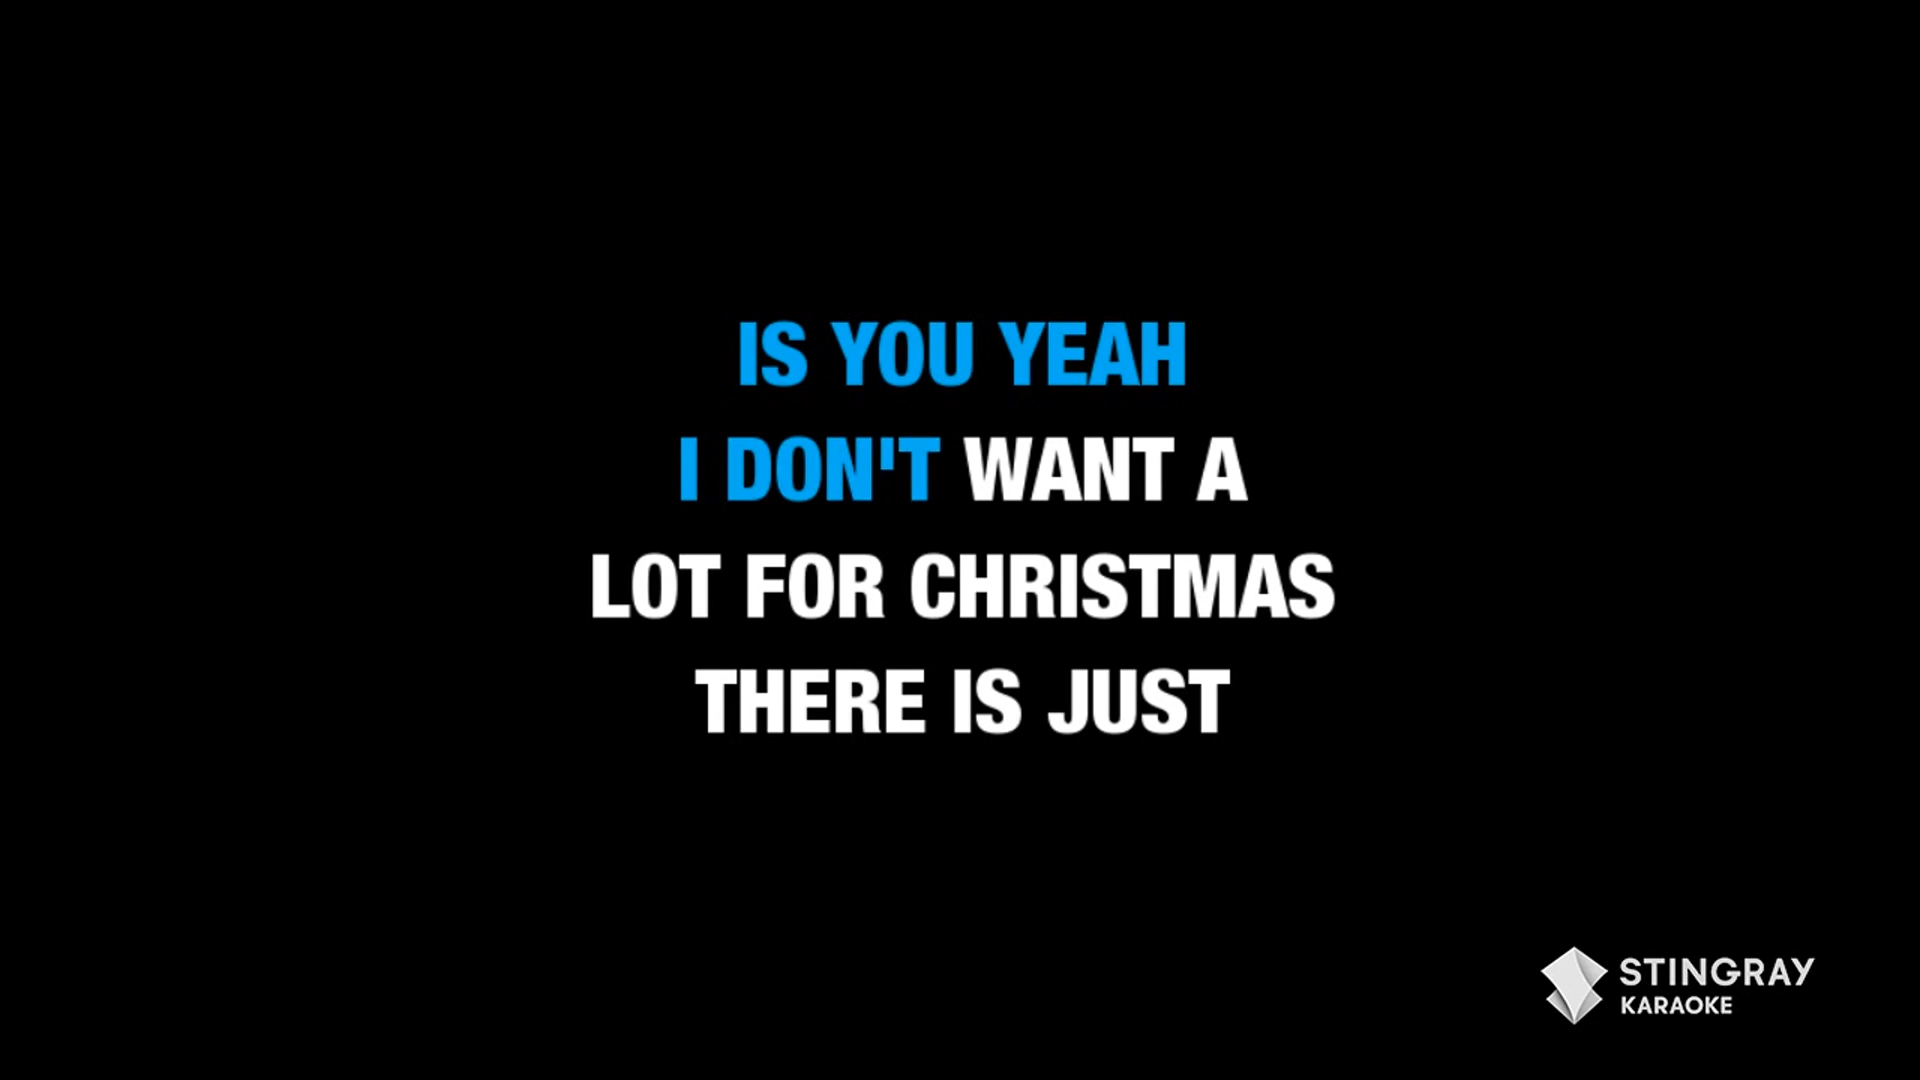 IS YOU YEAH
I DON'T WANT A
LOT FOR CHRISTMAS
THERE IS JUST
STINGRAY
KARAOKE